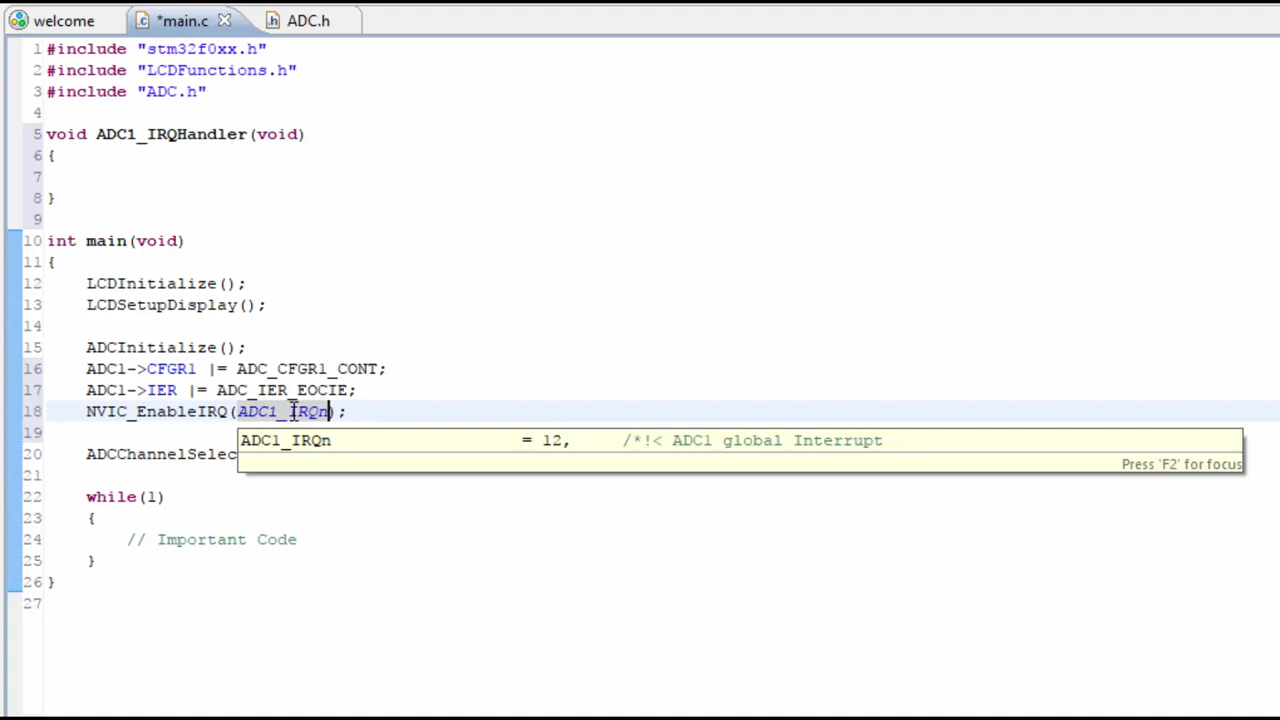 welcome *main.c ADC.h
1 #include "stm32f0xx.h"
2 #include "LCDFunctions.h"
3 #include "ADC.h"
4
5 void ADC1_IRQHandler(void)
6 {
7
8 }
9
10 int main(void)
11 {
12 LCDInitialize();
13 LCDSetupDisplay();
14
15 ADCInitialize();
16 ADC1->CFGR1 |= ADC_CFGR1_CONT;
17 ADC1->IER |= ADC_IER_EOCIE;
18 NVIC_EnableIRQ(ADC1_IRQn);
19
ADC1_IRQn = 12, /*!< ADC1 global Interrupt
20 ADCChannelSelec
Press 'F2' for focus
21
22 while(1)
23 {
24 // Important Code
25 }
26 }
27